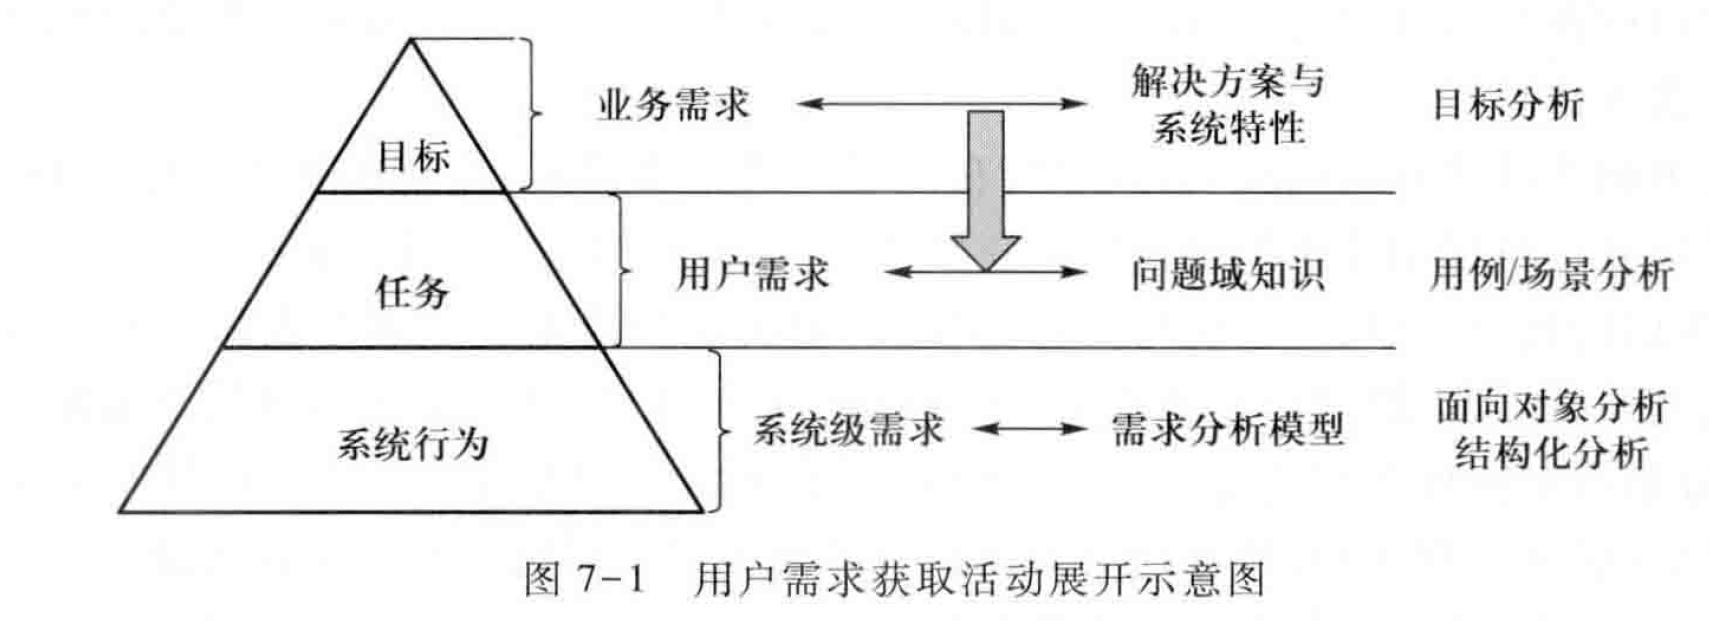 目标
业务需求
解决方案与
系统特性
目标分析
任务
用户需求
问题域知识
用例/场景分析
系统行为
系统级需求
需求分析模型
面向对象分析
结构化分析
图 7-1 用户需求获取活动展开示意图